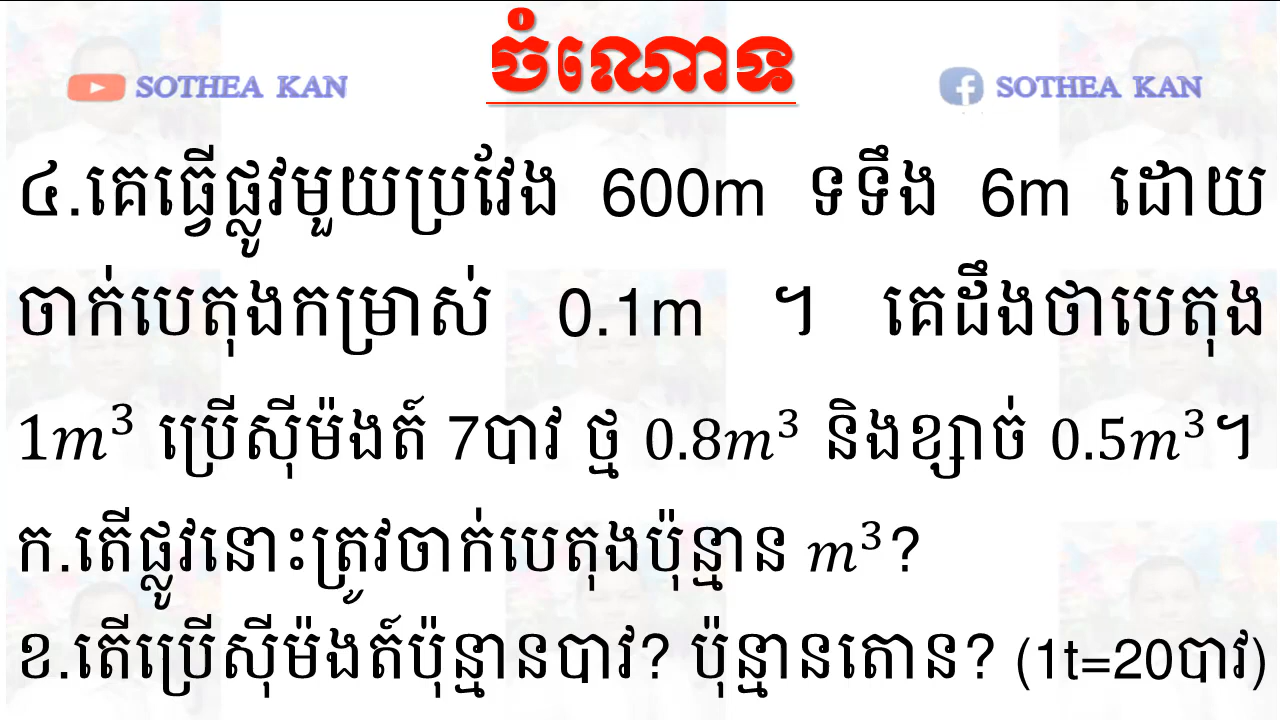 ចំណោទ
SOTHEA KAN
SOTHEA KAN
៤.គេធ្វើផ្លូវមួយប្រវែង 600m ទទឹង 6m ដោយ
ចាក់បេតុងកម្រាស់ 0.1m ។ គេដឹងថាបេតុង
1m³ ប្រើស៊ីម៉ងត៍ 7បាវ ថ្ម 0.8m³ និងខ្សាច់ 0.5m³។
ក.តើផ្លូវនោះត្រូវចាក់បេតុងប៉ុន្មាន m³?
ខ.តើប្រើស៊ីម៉ងត៍ប៉ុន្មានបាវ? ប៉ុន្មានតោន? (1t=20បាវ)